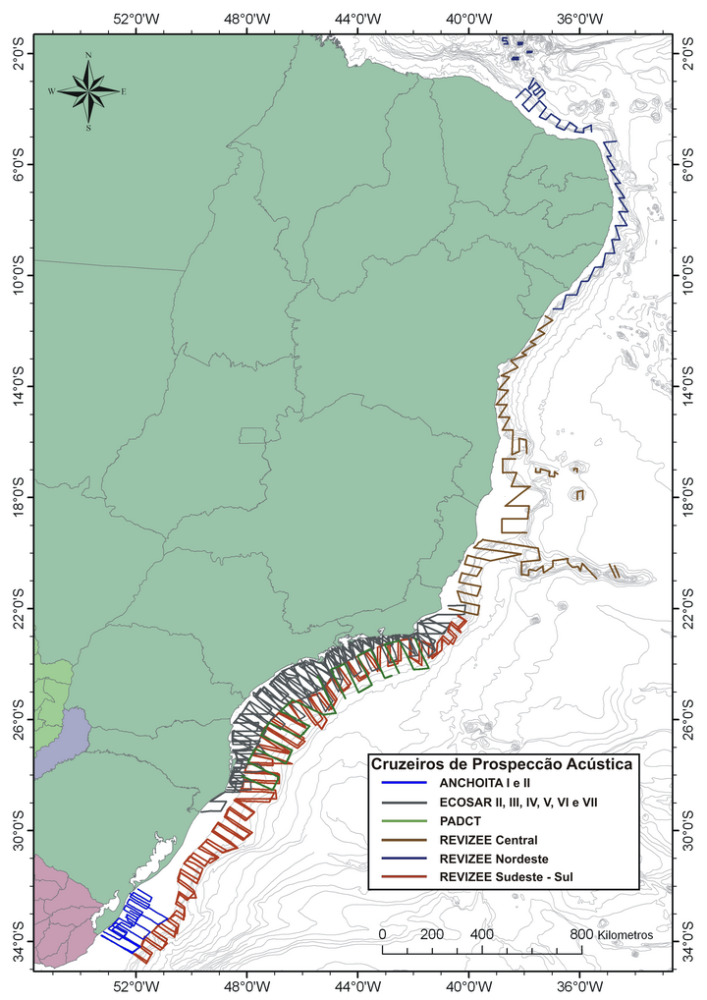 52°0'W 48°0'W 44°0'W 40°0'W 36°0'W
2°0'S 2°0'S
N
W E
S
6°0'S 6°0'S
10°0'S 10°0'S
14°0'S 14°0'S
18°0'S 18°0'S
22°0'S 22°0'S
26°0'S 26°0'S
Cruzeiros de Prospeccão Acústica
ANCHOITA I e II
ECOSAR II, III, IV, V, VI e VII
PADCT
REVIZEE Central
REVIZEE Nordeste
REVIZEE Sudeste - Sul
30°0'S 30°0'S
0 200 400 800 Kilometros
34°0'S 34°0'S
52°0'W 48°0'W 44°0'W 40°0'W 36°0'W